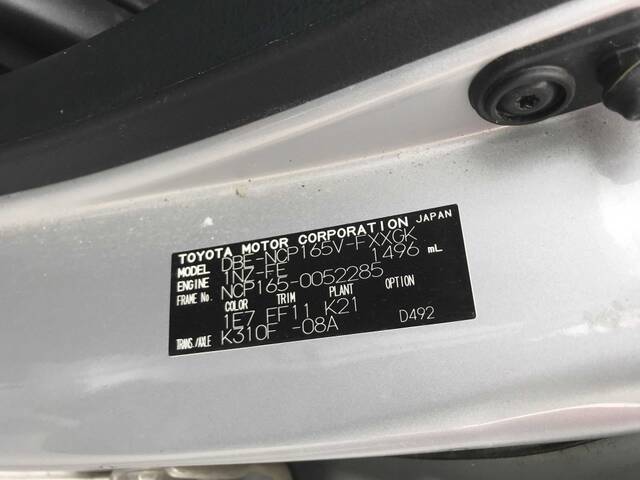 TOYOTA MOTOR CORPORATION JAPAN
MODEL DBE-NCP165V-FXXGK
ENGINE 1NZ-FE 1496 mL
FRAME No. NCP165-0052285
COLOR TRIM PLANT OPTION
1E7 FF11 K21
TRANS./AXLE K310F -08A D492